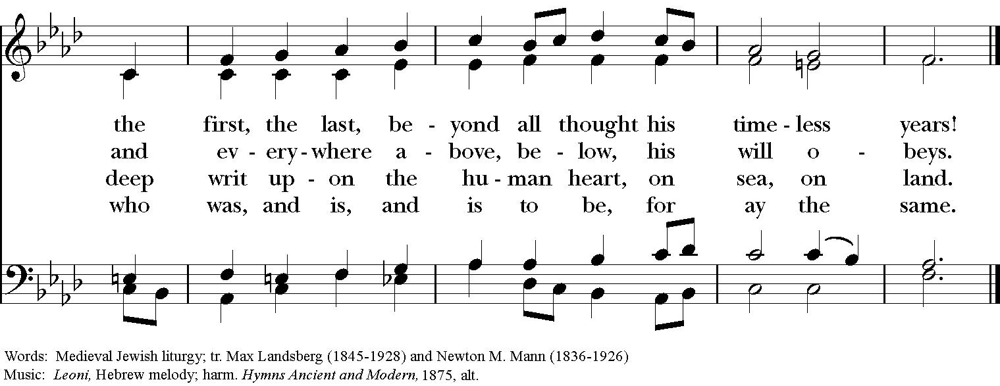 the first, the last, be - yond all thought his time - less years!
and ev - ery - where a - bove, be - low, his will o - beys.
deep writ up - on the hu - man heart, on sea, on land.
who was, and is, and is to be, for ay the same.
Words: Medieval Jewish liturgy; tr. Max Landsberg (1845-1928) and Newton M. Mann (1836-1926)
Music: Leoni, Hebrew melody; harm. Hymns Ancient and Modern, 1875, alt.